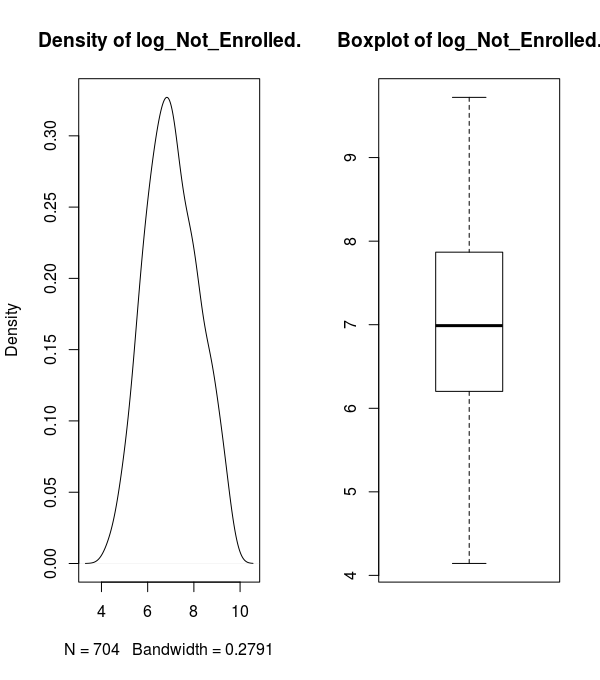 Density of log_Not_Enrolled.
Density
0.00 0.05 0.10 0.15 0.20 0.25 0.30
4 6 8 10
N = 704 Bandwidth = 0.2791
Boxplot of log_Not_Enrolled.
4 5 6 7 8 9